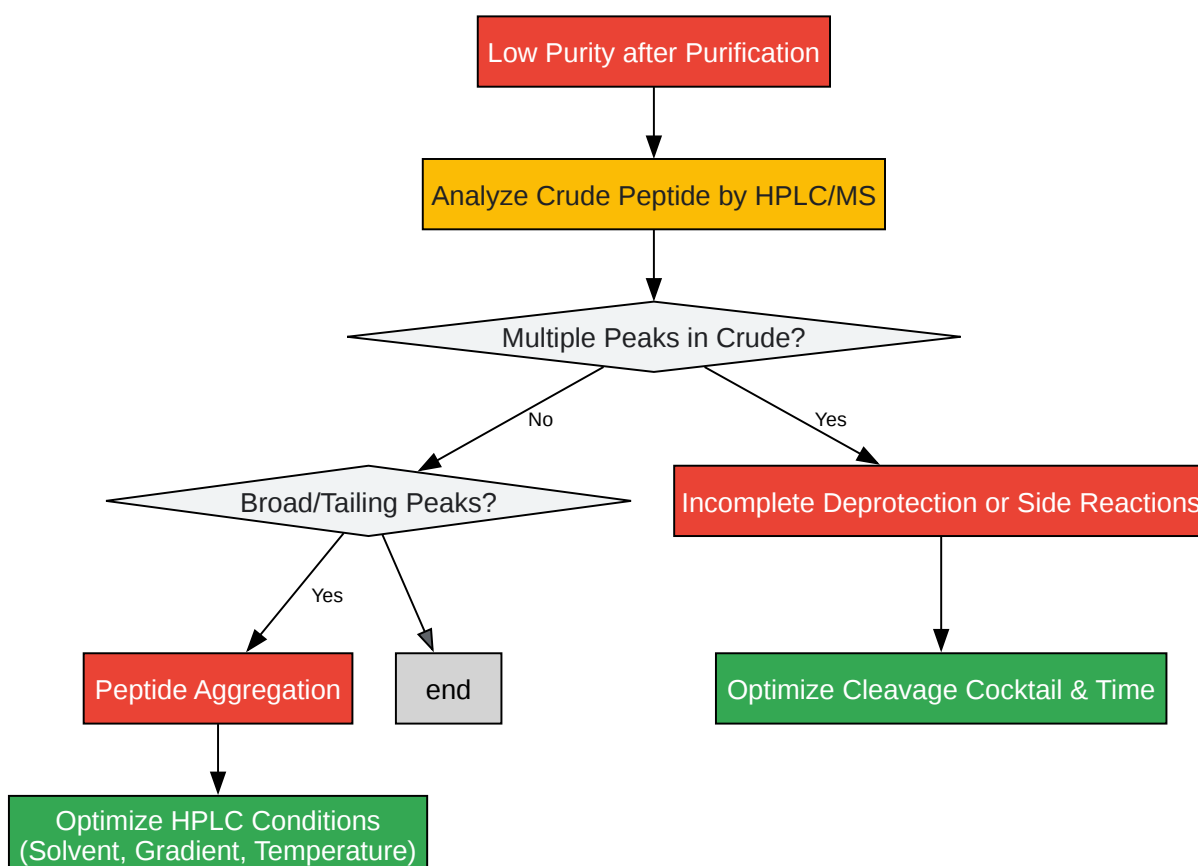 Low Purity after Purification
Analyze Crude Peptide by HPLC/MS
Multiple Peaks in Crude?
No
Yes
Broad/Tailing Peaks?
Incomplete Deprotection or Side Reactions
Yes
Peptide Aggregation
end
Optimize Cleavage Cocktail & Time
Optimize HPLC Conditions
(Solvent, Gradient, Temperature)